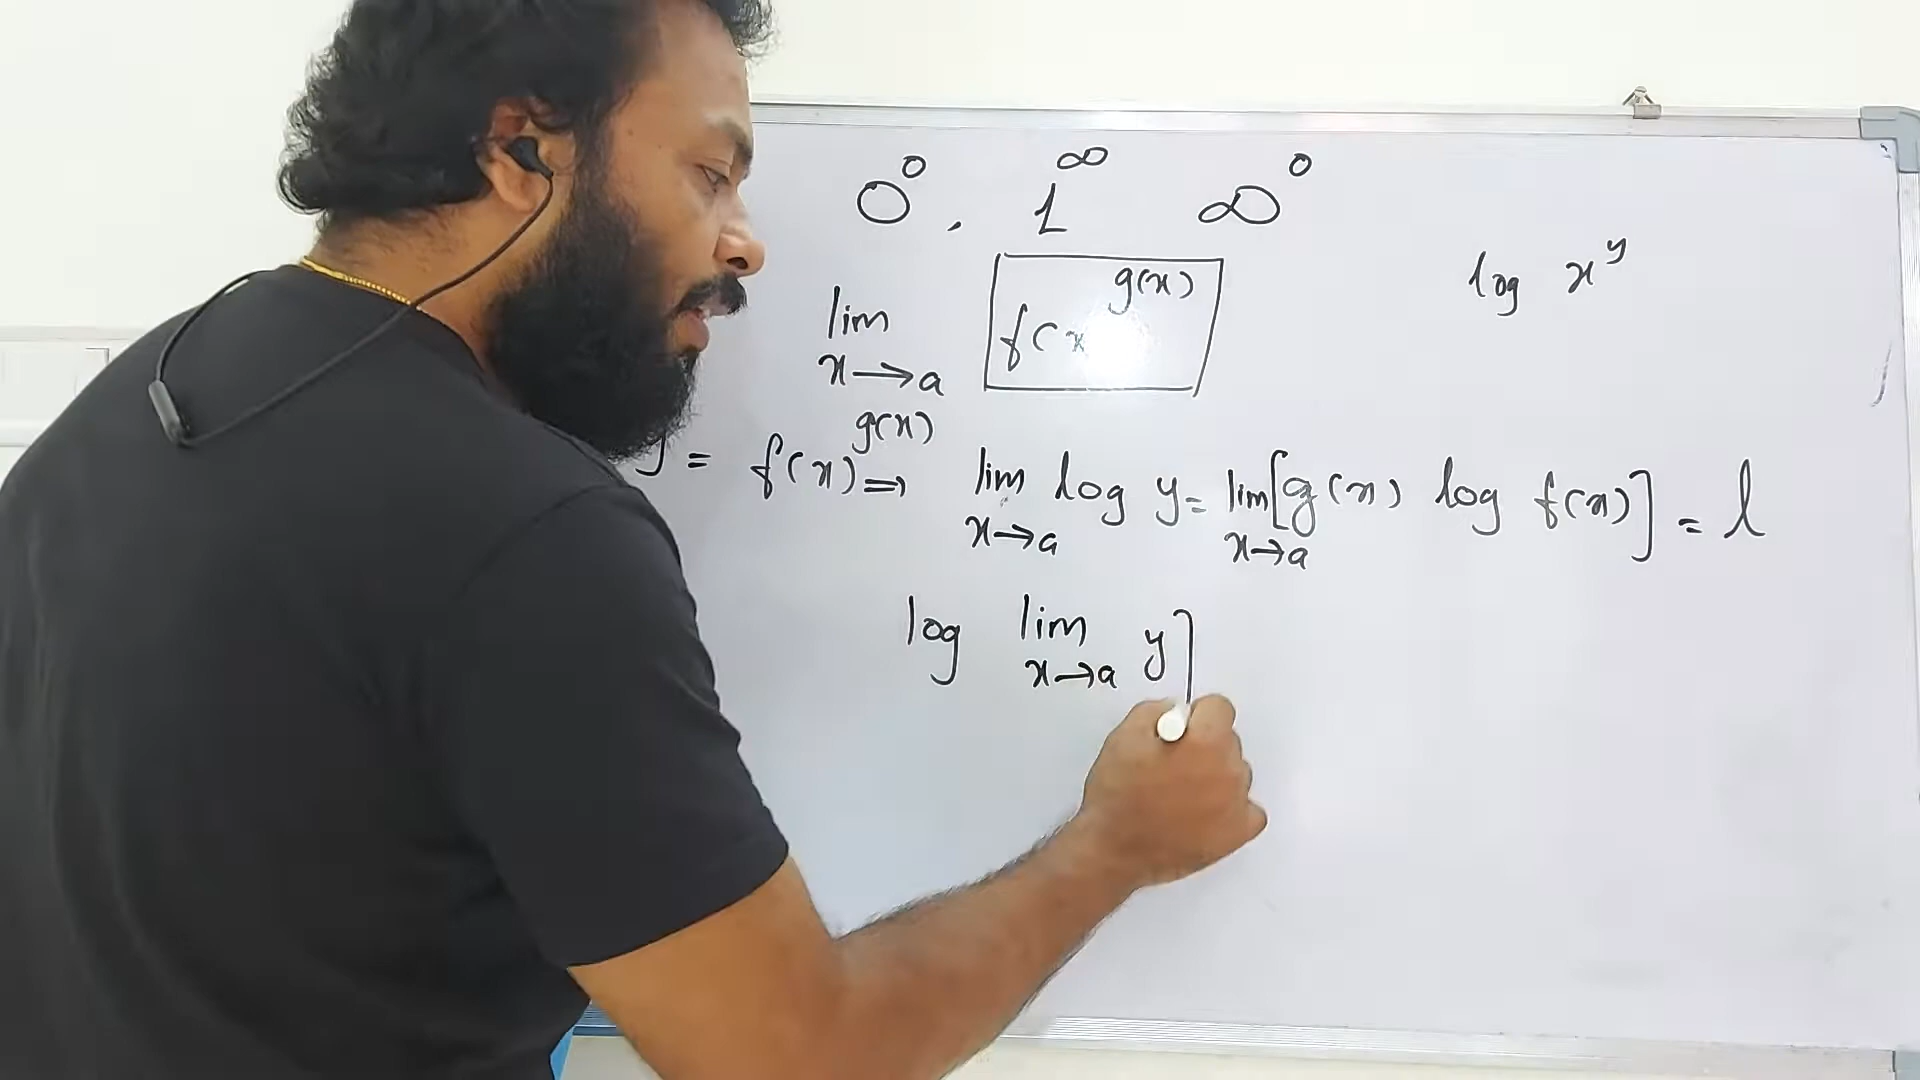 0⁰ , 1^∞ ∞⁰
log x^y
lim x→a f(x g(x)
= f(x)^g(x) ⇒ lim x→a log y = lim x→a [g(x) log f(x)] = l
log lim x→a y]